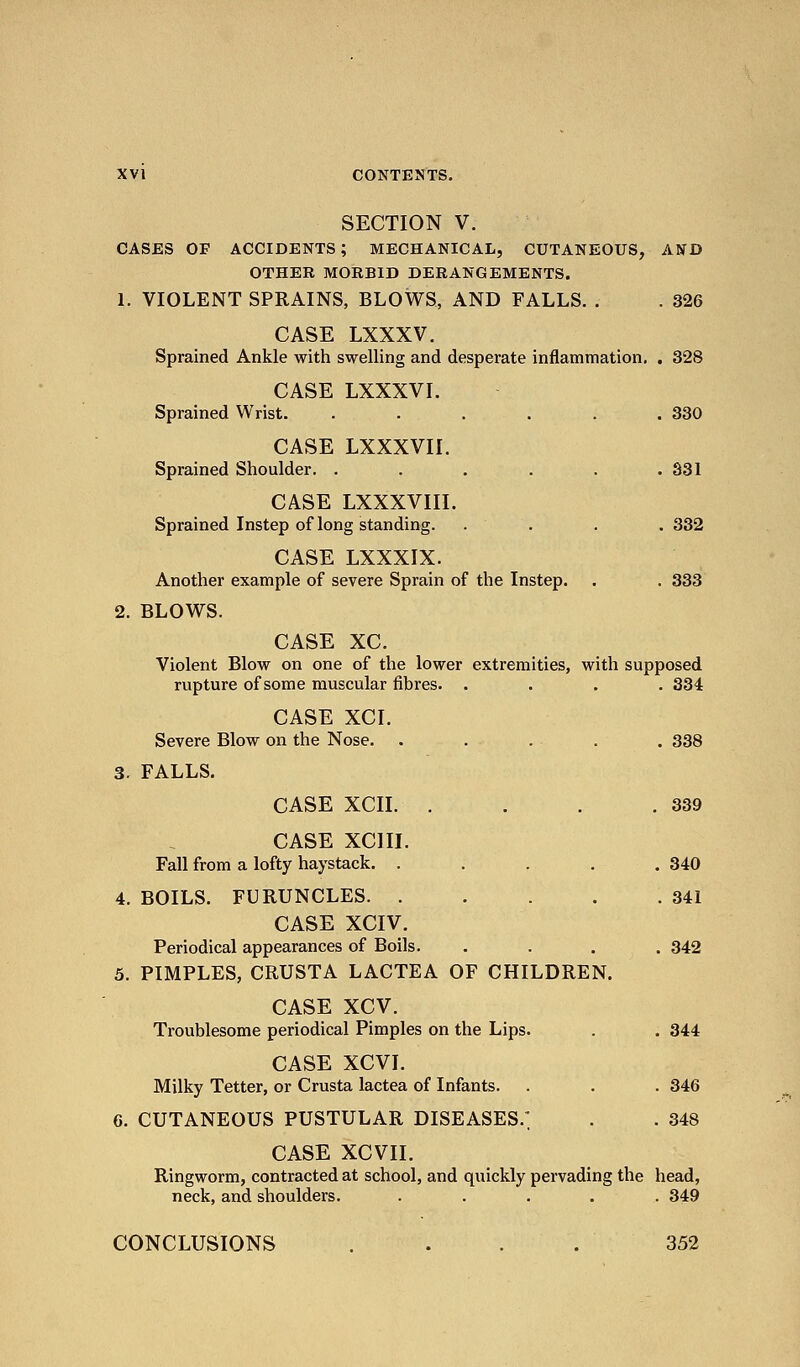 xvi CONTENTS.
SECTION V.
CASES OF ACCIDENTS; MECHANICAL, CUTANEOUS, AND
OTHER MORBID DERANGEMENTS.
1. VIOLENT SPRAINS, BLOWS, AND FALLS. . . 326
CASE LXXXV.
Sprained Ankle with swelling and desperate inflammation. . 328
CASE LXXXVI.
Sprained Wrist. . . . . . . 330
CASE LXXXVII.
Sprained Shoulder. . . . . . . 331
CASE LXXXVIII.
Sprained Instep of long standing. . . . . 332
CASE LXXXIX.
Another example of severe Sprain of the Instep. . . 333
2. BLOWS.
CASE XC.
Violent Blow on one of the lower extremities, with supposed
rupture of some muscular fibres. . . . . 334
CASE XCI.
Severe Blow on the Nose. . . . . . 338
3. FALLS.
CASE XCII. . . . . 339
CASE XCIII.
Fall from a lofty haystack. . . . . . 340
4. BOILS. FURUNCLES. . . . . . 341
CASE XCIV.
Periodical appearances of Boils. . . . . 342
5. PIMPLES, CRUSTA LACTEA OF CHILDREN.
CASE XCV.
Troublesome periodical Pimples on the Lips. . . 344
CASE XCVI.
Milky Tetter, or Crusta lactea of Infants. . . . 346
6. CUTANEOUS PUSTULAR DISEASES. . . 348
CASE XCVII.
Ringworm, contracted at school, and quickly pervading the head,
neck, and shoulders. . . . . . 349
CONCLUSIONS . . . . 352